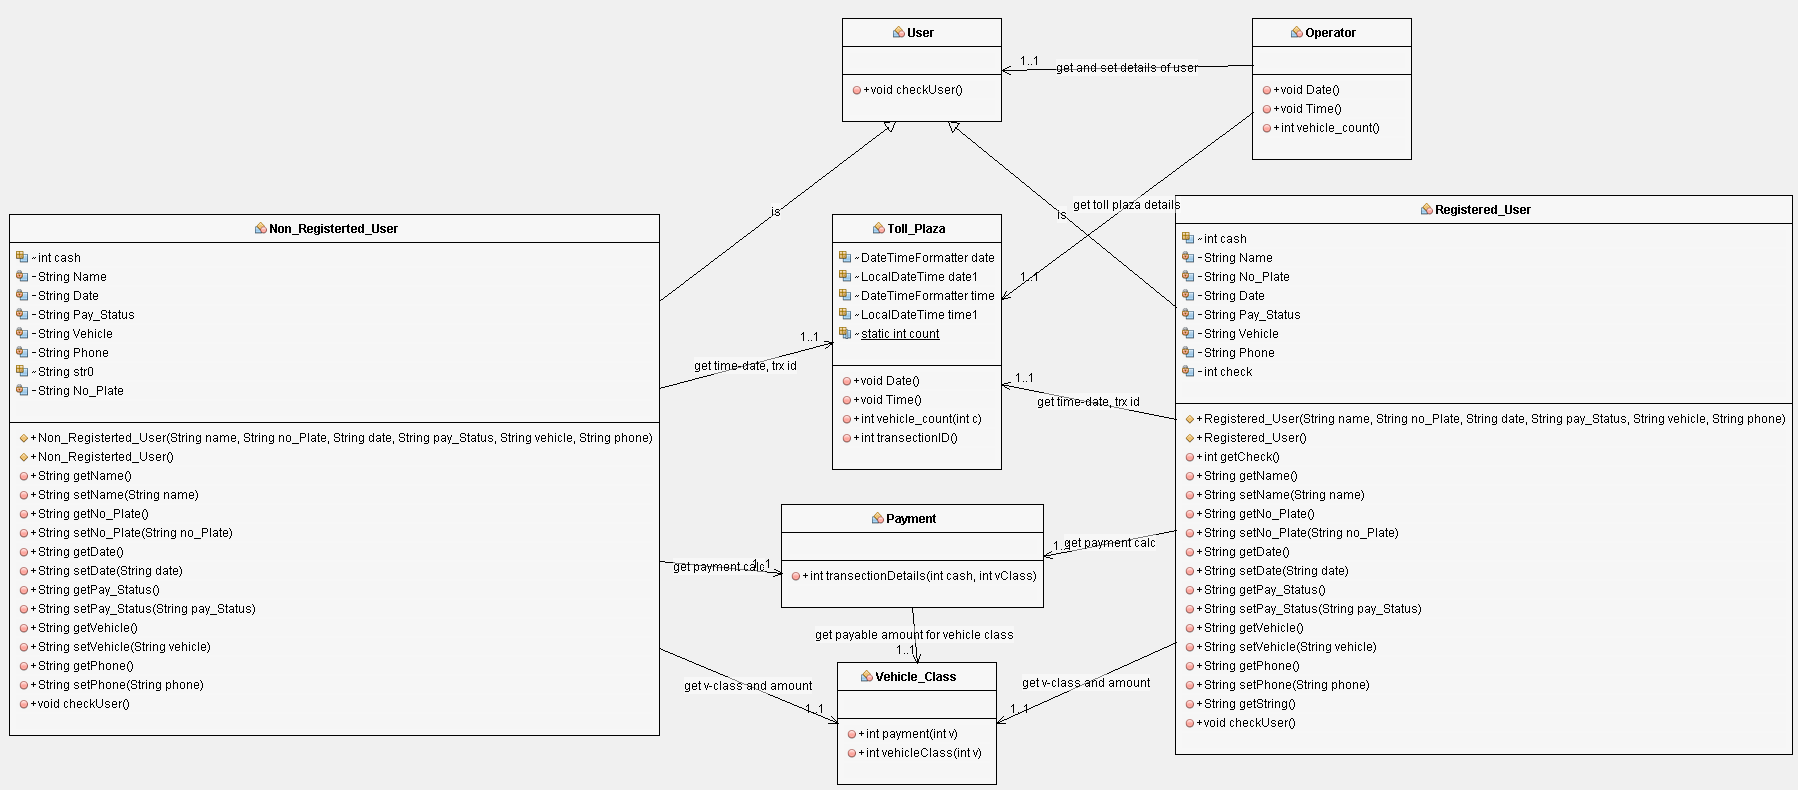 User
+void checkUser()
Operator
+void Date()
+void Time()
+int vehicle_count()
1..1
get and set details of user
get toll plaza details
1..1
is
is
Non_Registerted_User
~int cash
-String Name
-String Date
-String Pay_Status
-String Vehicle
-String Phone
~String str0
-String No_Plate
+Non_Registerted_User(String name, String no_Plate, String date, String pay_Status, String vehicle, String phone)
+Non_Registerted_User()
+String getName()
+String setName(String name)
+String getNo_Plate()
+String setNo_Plate(String no_Plate)
+String getDate()
+String setDate(String date)
+String getPay_Status()
+String setPay_Status(String pay_Status)
+String getVehicle()
+String setVehicle(String vehicle)
+String getPhone()
+String setPhone(String phone)
+void checkUser()
1..1
get time-date, trx id
get payment calc
1..1
get v-class and amount
1..1
Toll_Plaza
~DateTimeFormatter date
~LocalDateTime date1
~DateTimeFormatter time
~LocalDateTime time1
~static int count
+void Date()
+void Time()
+int vehicle_count(int c)
+int transectionID()
Payment
+int transectionDetails(int cash, int vClass)
get payable amount for vehicle class
1..1
Vehicle_Class
+int payment(int v)
+int vehicleClass(int v)
1..1
get time-date, trx id
1..1
get payment calc
get v-class and amount
1..1
Registered_User
~int cash
-String Name
-String No_Plate
-String Date
-String Pay_Status
-String Vehicle
-String Phone
-int check
+Registered_User(String name, String no_Plate, String date, String pay_Status, String vehicle, String phone)
+Registered_User()
+int getCheck()
+String getName()
+String setName(String name)
+String getNo_Plate()
+String setNo_Plate(String no_Plate)
+String getDate()
+String setDate(String date)
+String getPay_Status()
+String setPay_Status(String pay_Status)
+String getVehicle()
+String setVehicle(String vehicle)
+String getPhone()
+String setPhone(String phone)
+String getString()
+void checkUser()